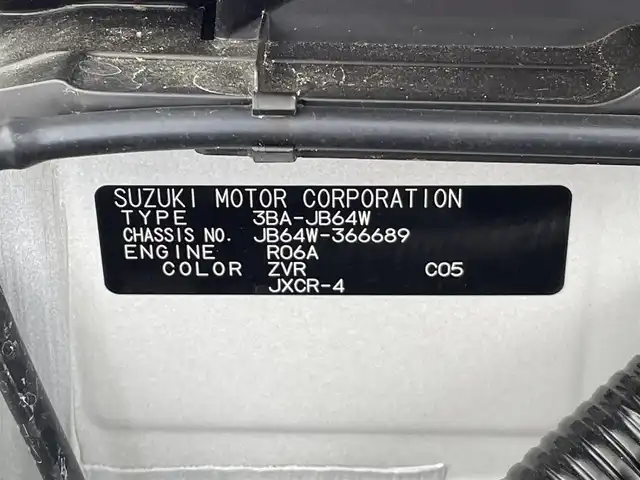 SUZUKI MOTOR CORPORATION
TYPE 3BA-JB64W
CHASSIS NO. JB64W-366689
ENGINE R06A
COLOR ZVR C05
JXCR-4